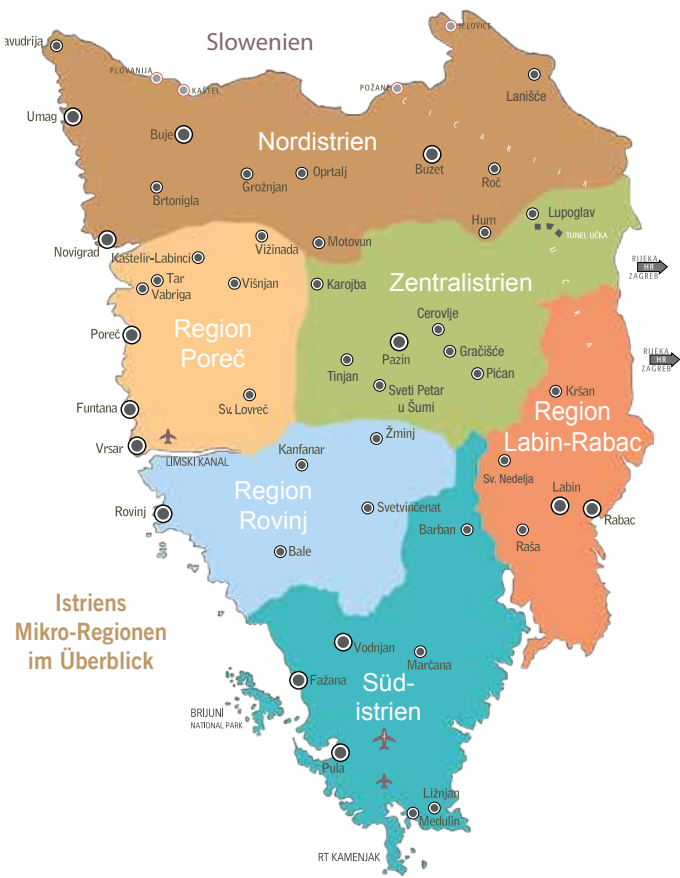 JELOVICE
avudrija
Slowenien
PLOVANIJA
KAŠTEL
POŽANE
Lanišće
Umag
Buje
Nordistrien
ĆIĆARIJA
Buzet
Oprtalj
Grožnjan
Roč
Brtonigla
Lupoglav
Hum
TUNEL UČKA
Novigrad
Vižinada
Motovun
Kaštelir-Labinci
UČKA
RIJEKA
HR
ZAGREB
Tar
Vabriga
Višnjan
Karojba
Zentralistrien
Cerovlje
Region
Poreč
Poreč
Pazin
Gračišće
RIJEKA
HR
ZAGREB
Tinjan
Pićan
Sveti Petar
u Šumi
Kršan
Sv. Lovreč
Funtana
Region
Labin-Rabac
Vrsar
Žminj
LIMSKI KANAL
Kanfanar
Sv. Nedelja
Region
Rovinj
Labin
Rovinj
Svetvinčenat
Rabac
Barban
Raša
Bale
Istriens
Mikro-Regionen
im Überblick
Vodnjan
Marčana
Fažana
Süd-
istrien
BRIJUNI
NATIONAL PARK
Pula
Ližnjan
Medulin
RT KAMENJAK